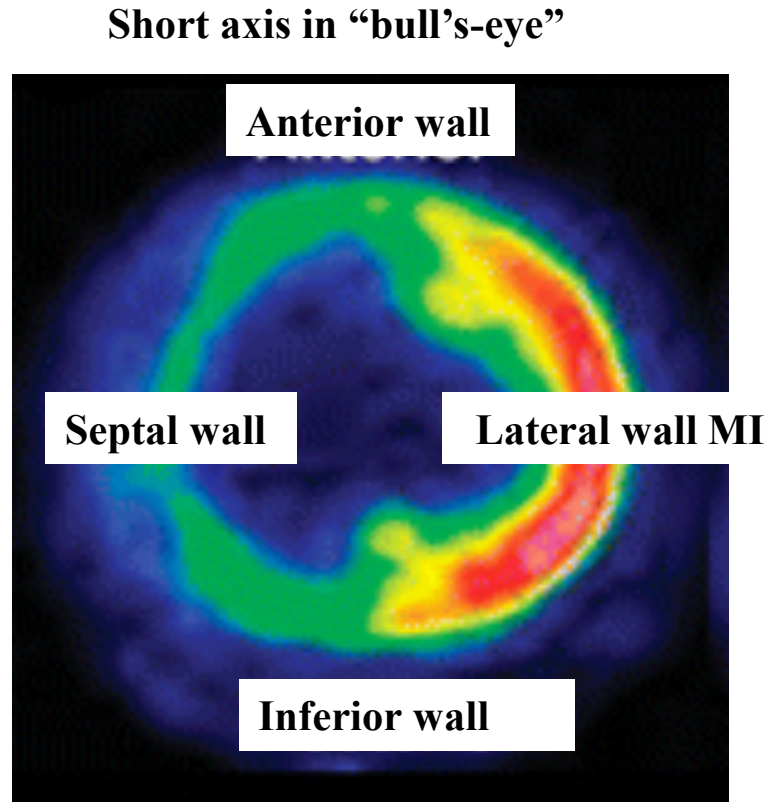 Short axis in “bull’s-eye”
Anterior wall
Septal wall
Lateral wall MI
Inferior wall